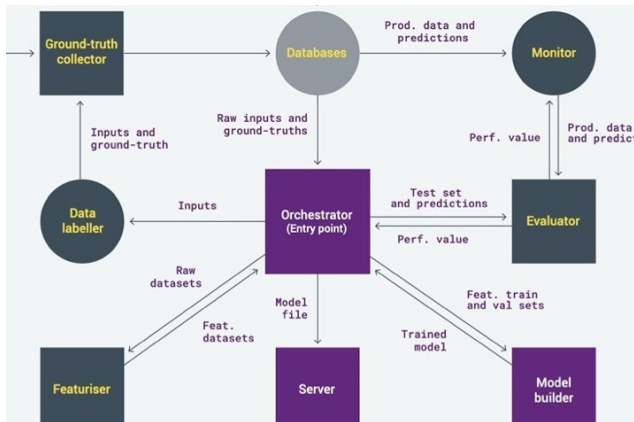 Ground-truth
collector
Databases
Prod. data and
predictions
Monitor
Inputs and
ground-truth
Raw inputs and
ground-truths
Perf. value
Prod. data
and predic
Data
labeller
Inputs
Orchestrator
(Entry point)
Test set
and predictions
Perf. value
Evaluator
Raw
datasets
Feat.
datasets
Model
file
Feat. train
and val sets
Trained
model
Featuriser
Server
Model
builder